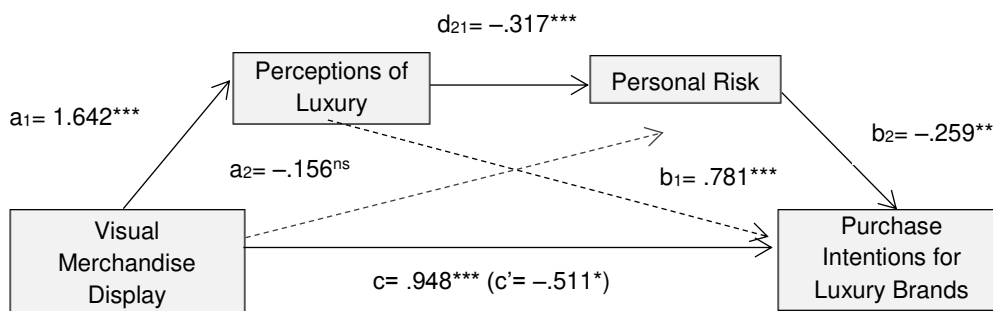 d21= –.317***
Perceptions of
Luxury
Personal Risk
a1= 1.642***
b2= –.259**
a2= –.156ns
b1= .781***
Visual
Merchandise
Display
Purchase
Intentions for
Luxury Brands
c= .948*** (c’= –.511*)